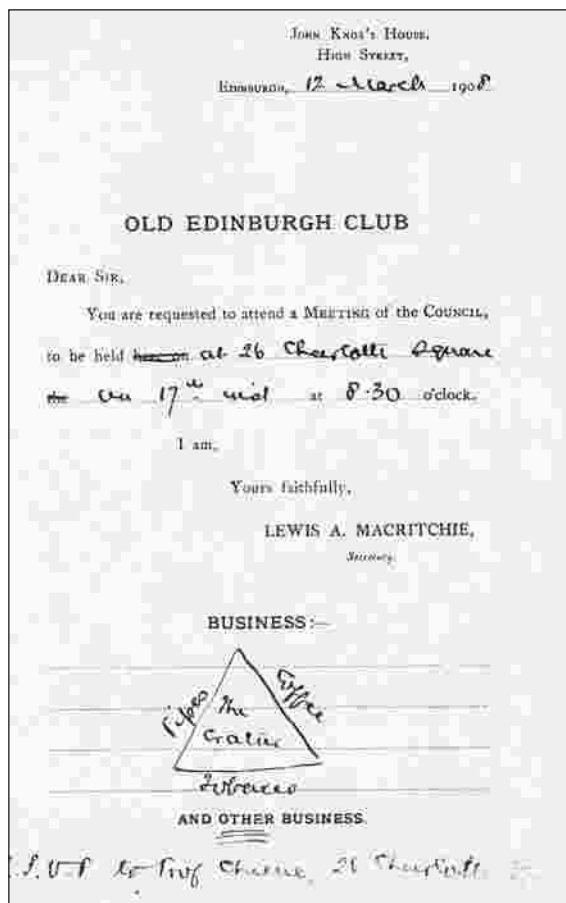 JOHN KNOX'S HOUSE,
HIGH STREET,
EDINBURGH, 12 March 1908
OLD EDINBURGH CLUB
DEAR SIR,
You are requested to attend a MEETING of the COUNCIL,
to be held at 26 Charlotte Square
the on 17th inst at 8.30 o'clock.
I am,
Yours faithfully,
LEWIS A. MACRITCHIE,
Secretary.
BUSINESS:—
Pipes The Coffee
Cratur
Tobacco
AND OTHER BUSINESS.
R.S.V.P to Prof Chiene, 26 Charlotte